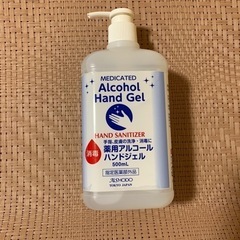 MEDICATED
Alcohol
Hand Gel
HAND SANITIZER
手指、皮膚の洗浄・消毒に
消毒
薬用アルコール
ハンドジェル
500mL
指定医薬部外品
TOKYO JAPAN